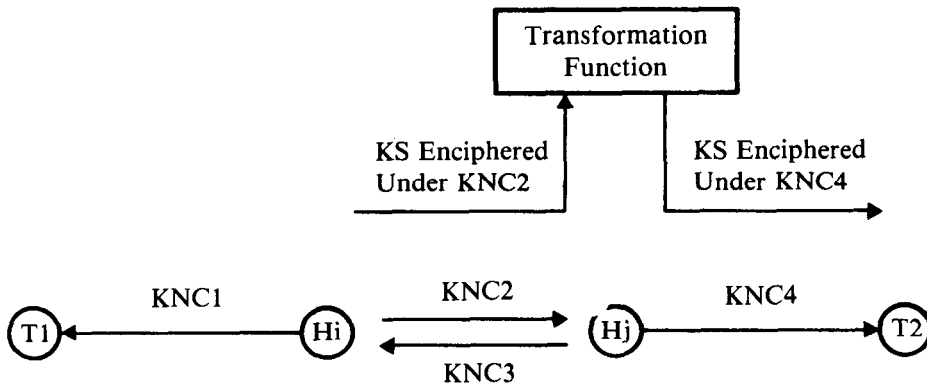 Transformation
Function
KS Enciphered
Under KNC2
KS Enciphered
Under KNC4
KNC1
KNC2
KNC4
T1
Hi
Hj
T2
KNC3